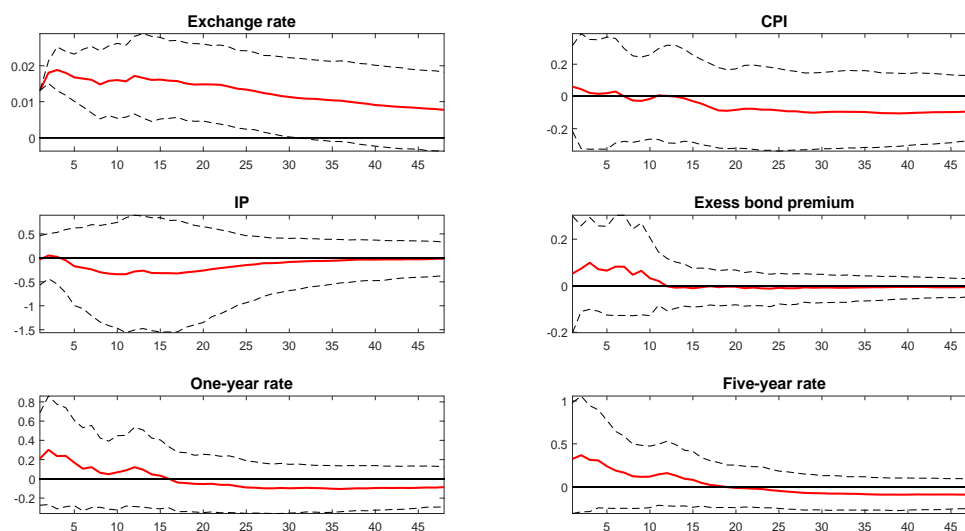 Exchange rate
0.02
0.01
0
5 10 15 20 25 30 35 40 45
CPI
0.2
0
-0.2
5 10 15 20 25 30 35 40 45
IP
0.5
0
-0.5
-1
-1.5
5 10 15 20 25 30 35 40 45
Exess bond premium
0.2
0
-0.2
5 10 15 20 25 30 35 40 45
One-year rate
0.8
0.6
0.4
0.2
0
-0.2
5 10 15 20 25 30 35 40 45
Five-year rate
1
0.5
0
5 10 15 20 25 30 35 40 45